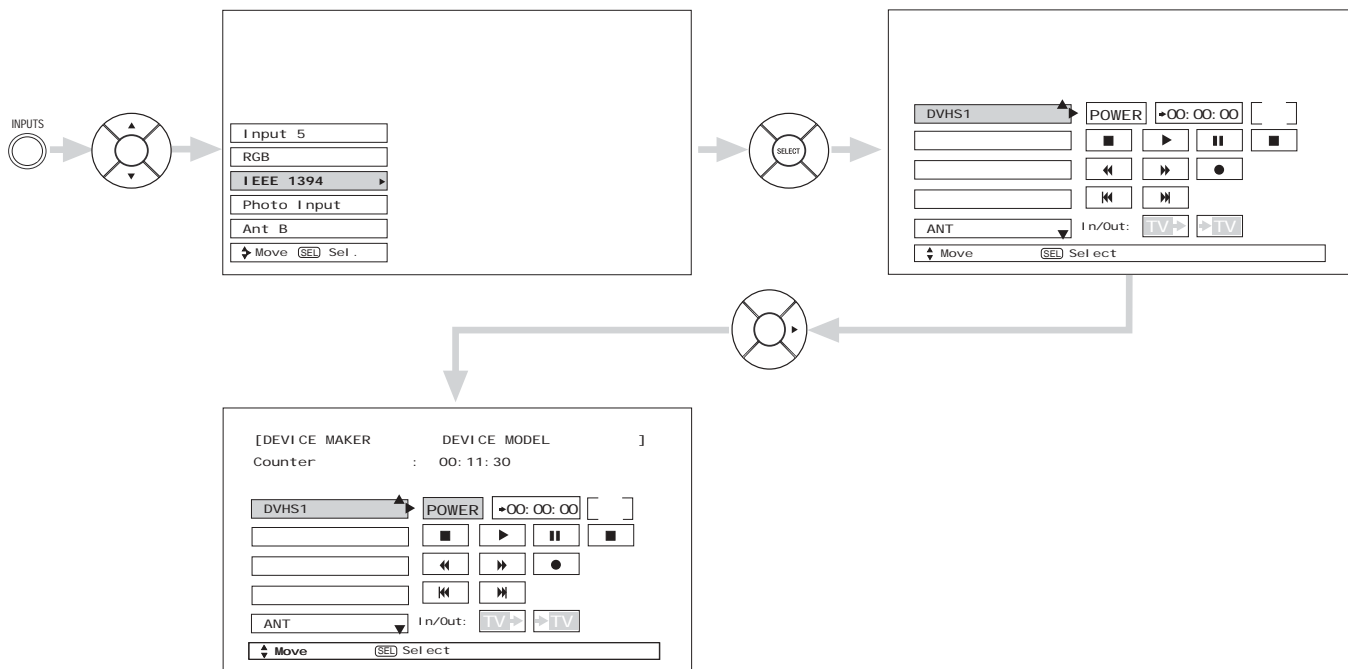 INPUTS
Input 5
RGB
IEEE 1394
Photo Input
Ant B
Move SEL Sel.
SELECT
DVHS1 POWER 00:00:00
ANT In/Out: TV TV
Move SEL Select
[DEVICE MAKER DEVICE MODEL ]
Counter : 00:11:30
DVHS1 POWER 00:00:00
ANT In/Out: TV TV
Move SEL Select